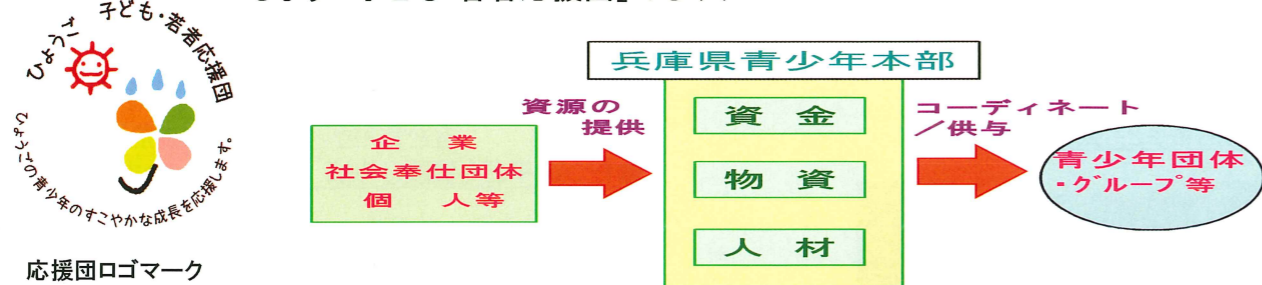 ひょうご 子ども・若者応援団
ひょうごの青少年のすこやかな成長を応援します。
応援団ロゴマーク
兵庫県青少年本部
企 業
社会奉仕団体
個 人等
資源の
提供
資 金
物 資
人 材
コーディネート
／供与
青少年団体
・グループ等